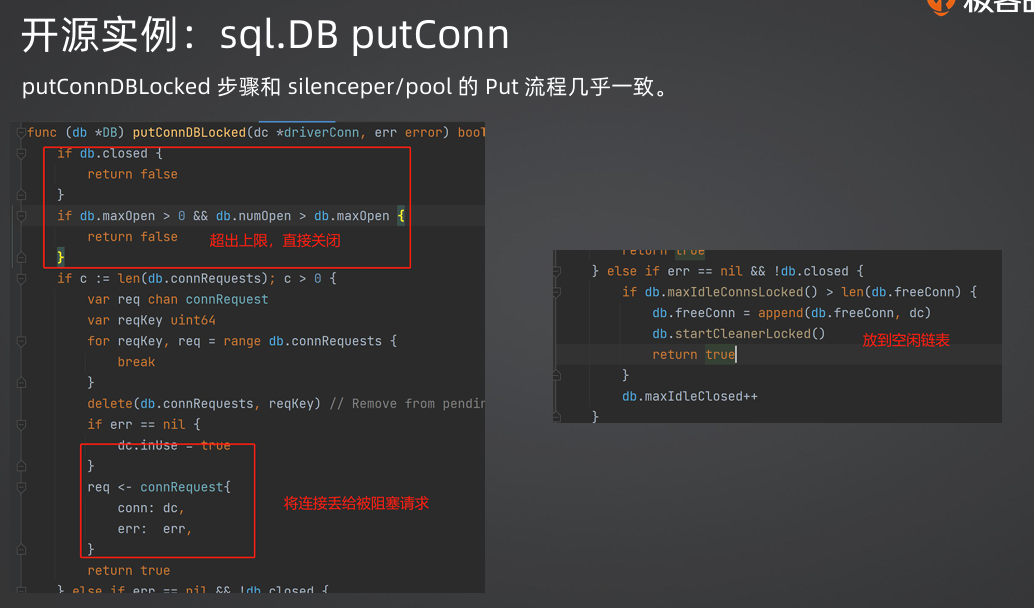 开源实例：sql.DB putConn
putConnDBLocked 步骤和 silenceper/pool 的 Put 流程几乎一致。
func (db *DB) putConnDBLocked(dc *driverConn, err error) bool
if db.closed {
return false
}
if db.maxOpen > 0 && db.numOpen > db.maxOpen {
return false 超出上限，直接关闭
}
if c := len(db.connRequests); c > 0 {
var req chan connRequest
var reqKey uint64
for reqKey, req = range db.connRequests {
break
}
delete(db.connRequests, reqKey) // Remove from pendin
if err == nil {
dc.inUse = true
}
req <- connRequest{
conn: dc,
err: err,
}
将连接丢给被阻塞请求
return true
} else if err == nil && !db.closed {
return true
} else if err == nil && !db.closed {
if db.maxIdleConnsLocked() > len(db.freeConn) {
db.freeConn = append(db.freeConn, dc)
db.startCleanerLocked()
return true
放到空闲链表
}
db.maxIdleClosed++
}